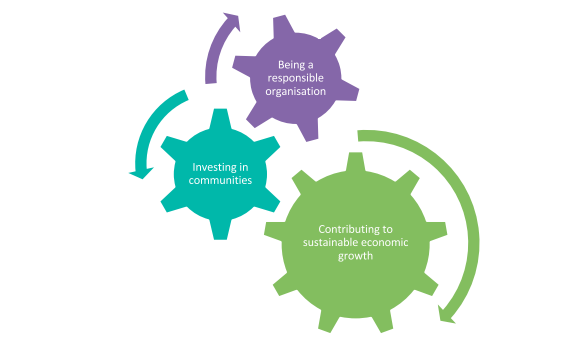 Being a
responsible
organisation
Investing in
communities
Contributing to
sustainable economic
growth